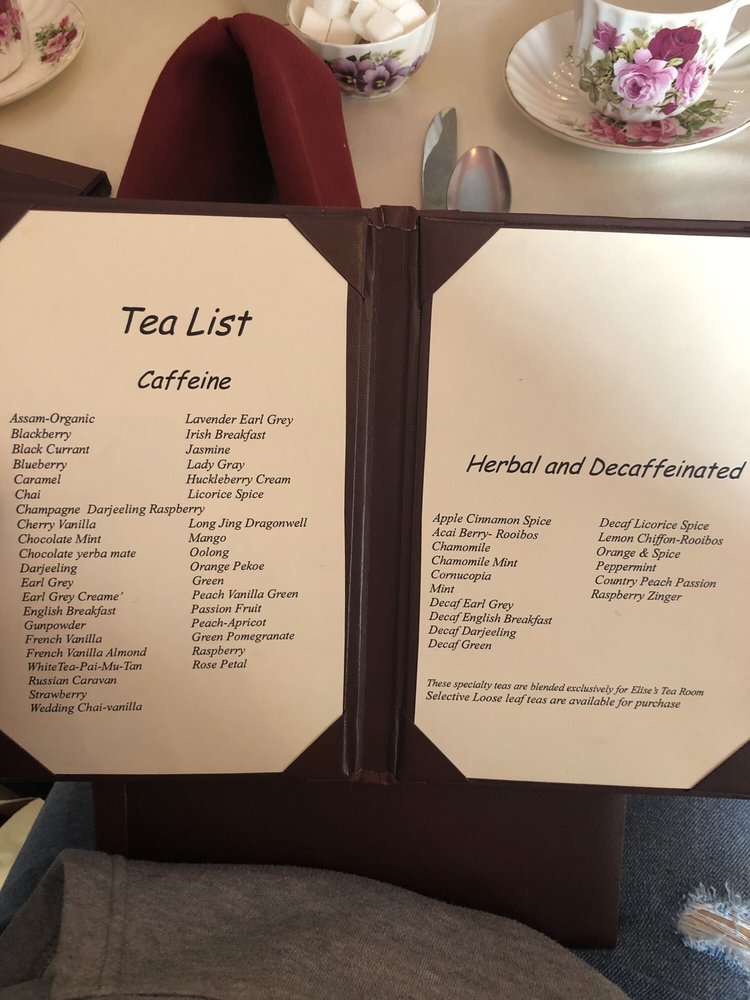 Tea List
Caffeine
Assam-Organic
Blackberry
Black Currant
Blueberry
Caramel
Chai
Champagne Darjeeling Raspberry
Cherry Vanilla
Chocolate Mint
Chocolate yerba mate
Darjeeling
Earl Grey
Earl Grey Creame'
English Breakfast
Gunpowder
French Vanilla
French Vanilla Almond
WhiteTea-Pai-Mu-Tan
Russian Caravan
Strawberry
Wedding Chai-vanilla
Lavender Earl Grey
Irish Breakfast
Jasmine
Lady Gray
Huckleberry Cream
Licorice Spice
Long Jing Dragonwell
Mango
Oolong
Orange Pekoe
Green
Peach Vanilla Green
Passion Fruit
Peach-Apricot
Green Pomegranate
Raspberry
Rose Petal
Herbal and Decaffeinated
Apple Cinnamon Spice
Acai Berry- Rooibos
Chamomile
Chamomile Mint
Cornucopia
Mint
Decaf Earl Grey
Decaf English Breakfast
Decaf Darjeeling
Decaf Green
Decaf Licorice Spice
Lemon Chiffon-Rooibos
Orange & Spice
Peppermint
Country Peach Passion
Raspberry Zinger
These specialty teas are blended exclusively for Elise's Tea Room
Selective Loose leaf teas are available for purchase